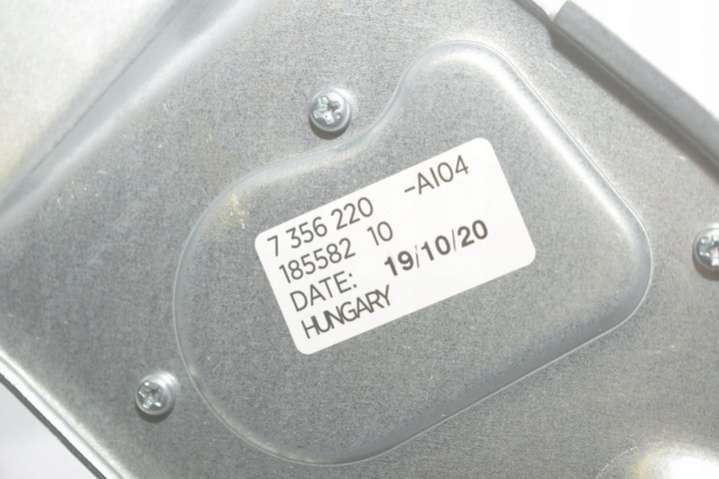 7 356 220 -AI04
185582 10
DATE: 19/10/20
HUNGARY